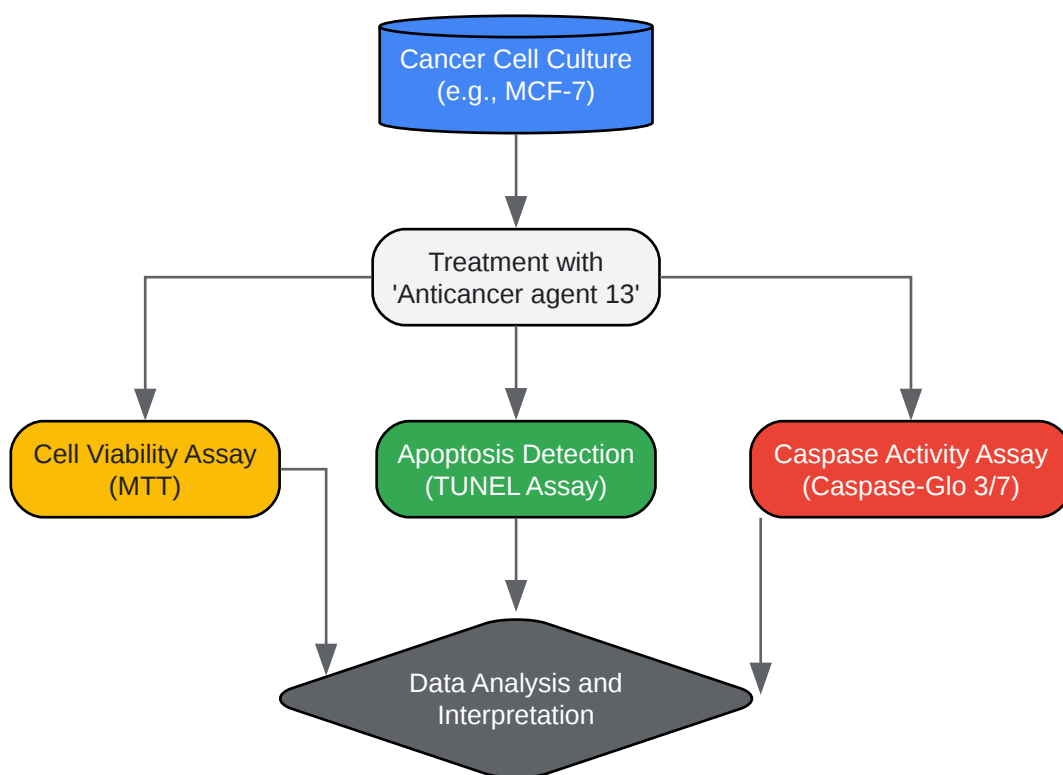 Cancer Cell Culture
(e.g., MCF-7)
Treatment with
'Anticancer agent 13'
Cell Viability Assay
(MTT)
Apoptosis Detection
(TUNEL Assay)
Caspase Activity Assay
(Caspase-Glo 3/7)
Data Analysis and
Interpretation